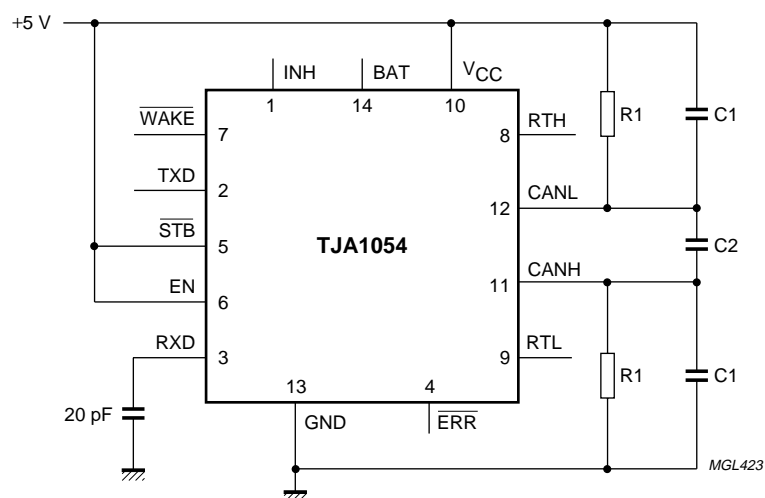 +5 V
INH
BAT
VCC
1
14
10
WAKE
7
RTH
8
R1
C1
TXD
2
CANL
12
STB
5
TJA1054
C2
EN
6
CANH
11
RXD
3
RTL
9
R1
C1
13
4
20 pF
GND
ERR
MGL423